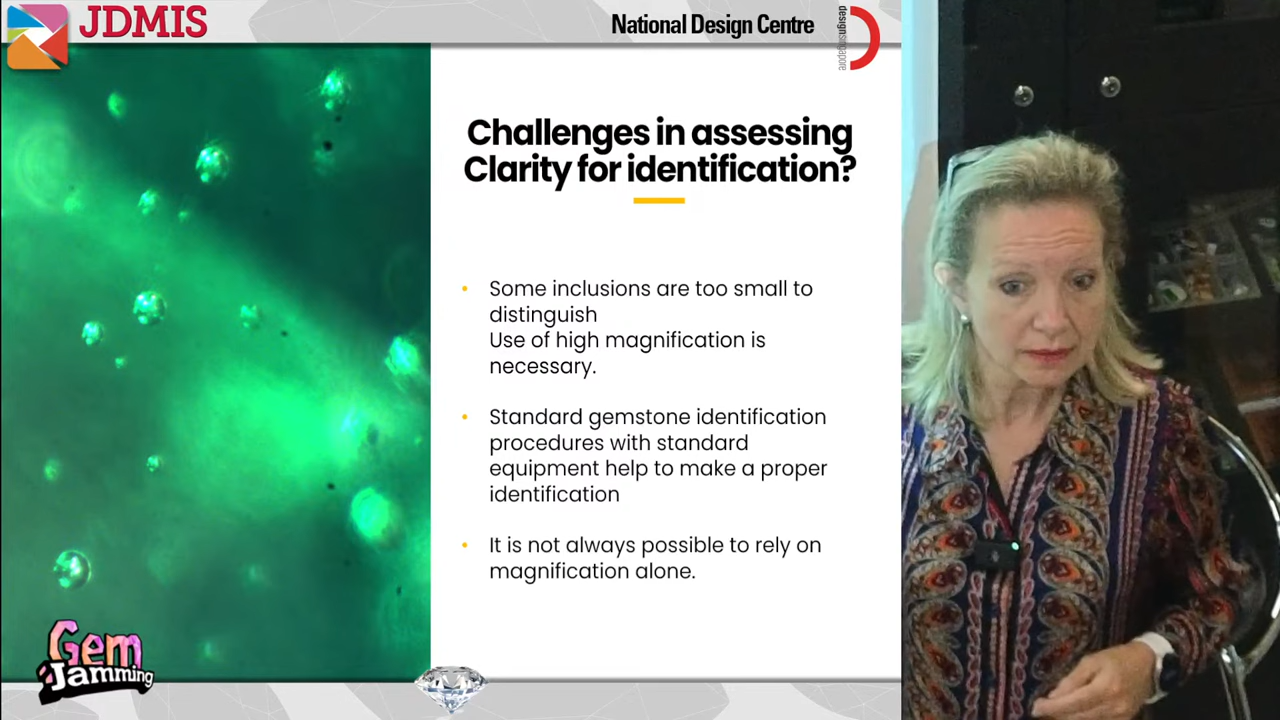 JDMIS
National Design Centre
designsingapore
Challenges in assessing
Clarity for identification?
• Some inclusions are too small to
distinguish
Use of high magnification is
necessary.
• Standard gemstone identification
procedures with standard
equipment help to make a proper
identification
• It is not always possible to rely on
magnification alone.
Gem
Jamming